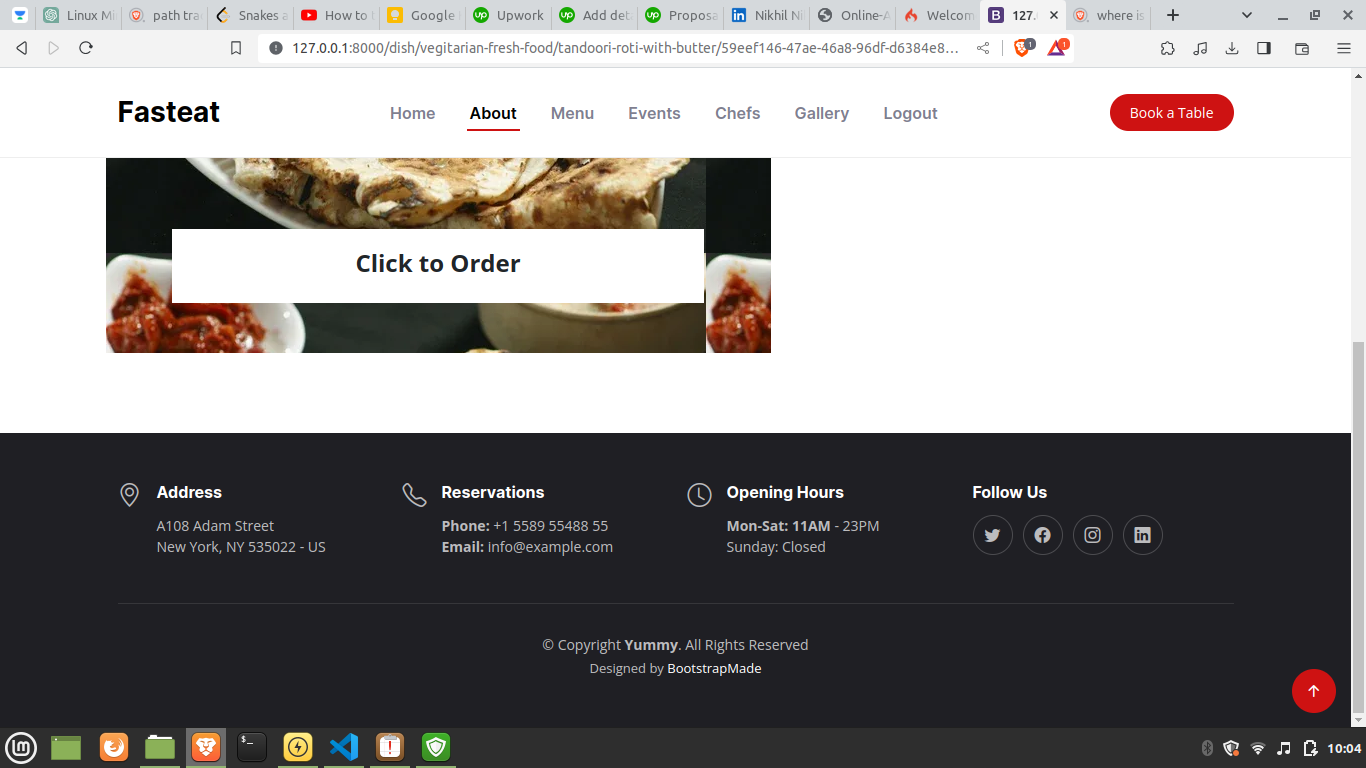 Linux Mi
path tra
Snakes a
How to
Google
Upwork
Add det
Proposa
Nikhil Ni
Online-A
Welcom
127.
where is
127.0.0.1:8000/dish/vegitarian-fresh-food/tandoori-roti-with-butter/59eef146-47ae-46a8-96df-d6384e8...
1
1
Fasteat
Home
About
Menu
Events
Chefs
Gallery
Logout
Book a Table
Click to Order
Address
A108 Adam Street
New York, NY 535022 - US
Reservations
Phone: +1 5589 55488 55
Email: info@example.com
Opening Hours
Mon-Sat: 11AM - 23PM
Sunday: Closed
Follow Us
© Copyright Yummy. All Rights Reserved
Designed by BootstrapMade
10:04